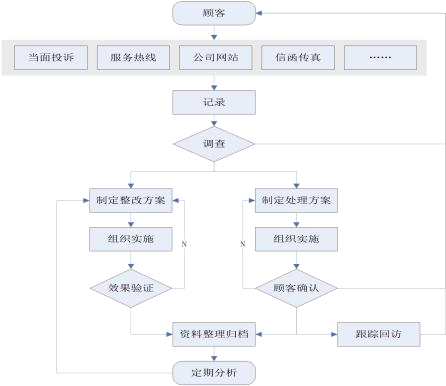 顾客
当面投诉
服务热线
公司网站
信函传真
……
记录
调查
制定整改方案
制定处理方案
组织实施
组织实施
N
N
效果验证
顾客确认
资料整理归档
跟踪回访
定期分析